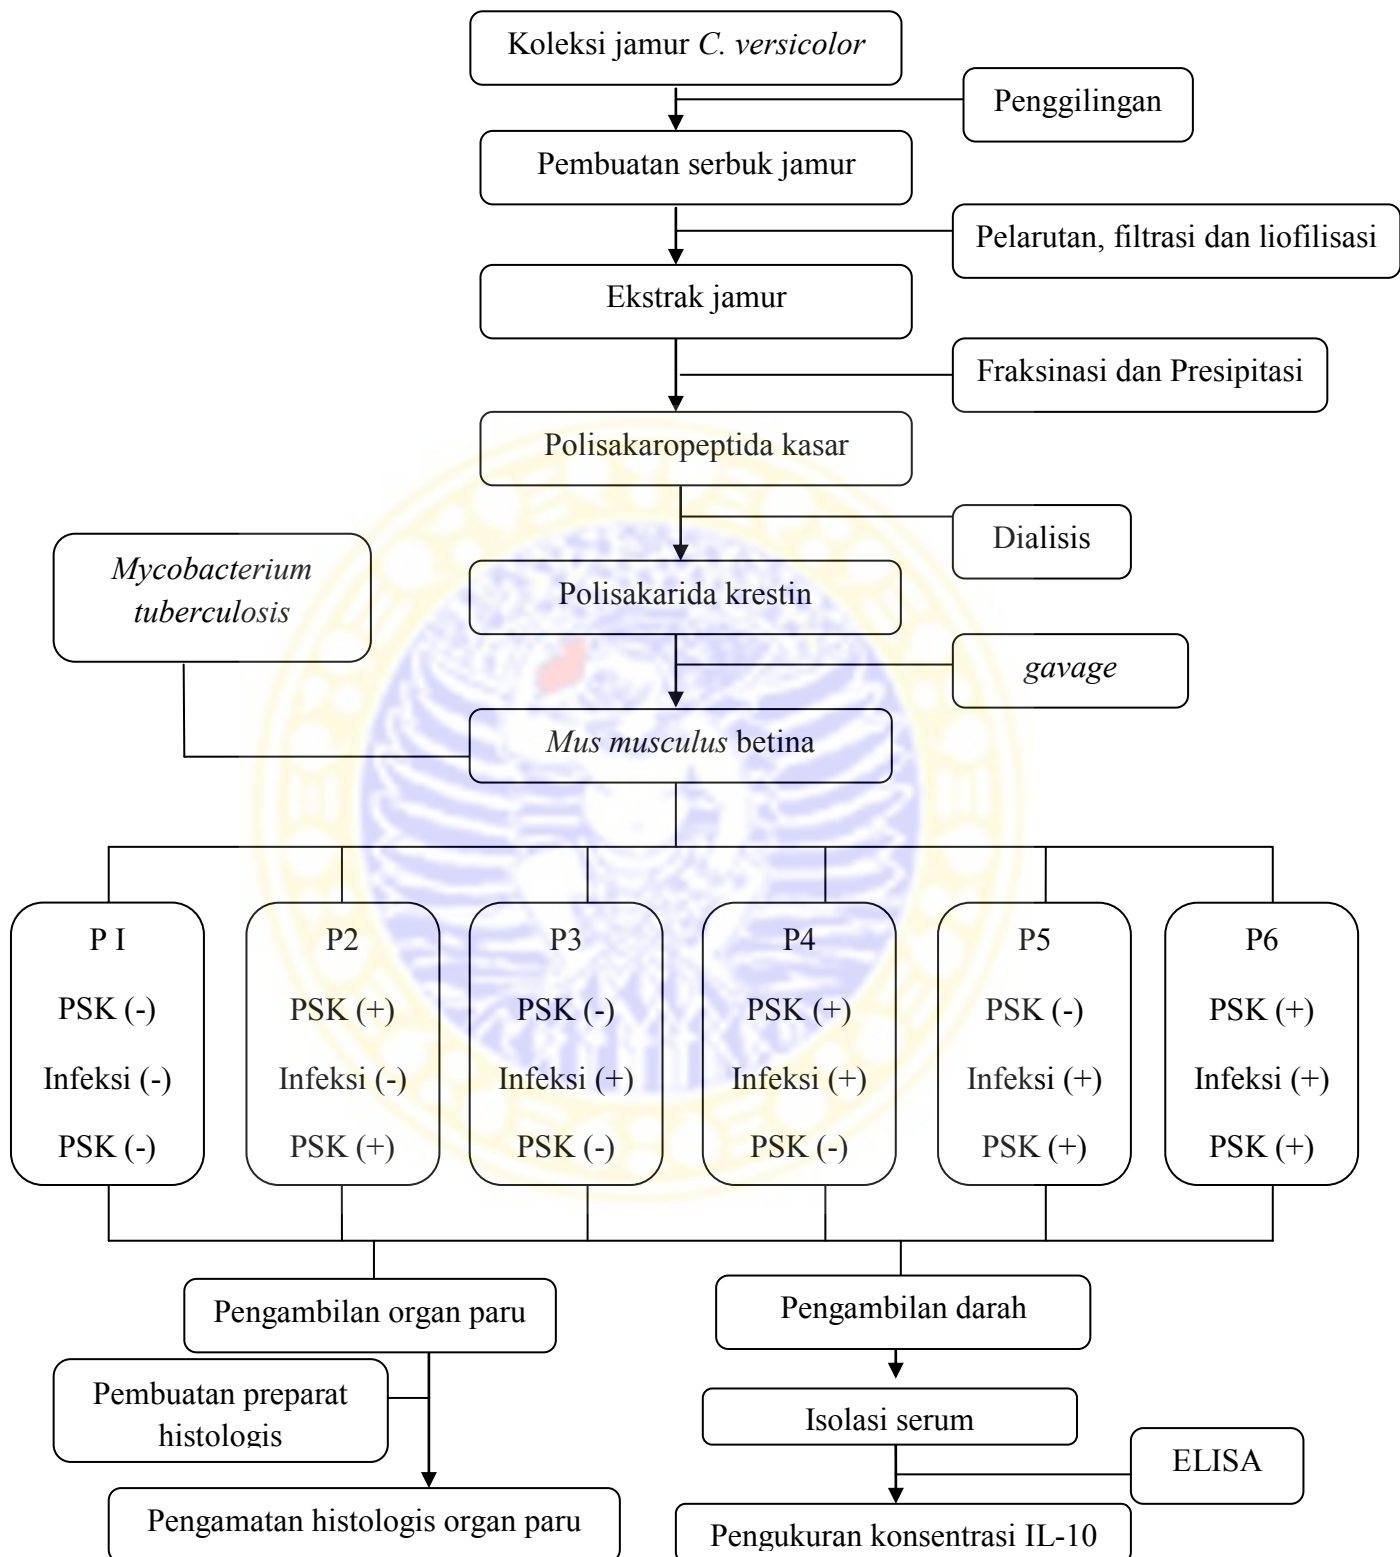 Koleksi jamur C. versicolor
Penggilingan
Pembuatan serbuk jamur
Pelarutan, filtrasi dan liofilisasi
Ekstrak jamur
Fraksinasi dan Presipitasi
Polisakaropeptida kasar
Dialisis
Mycobacterium
tuberculosis
Polisakarida krestin
gavage
Mus musculus betina
P I
PSK (-)
Infeksi (-)
PSK (-)
P2
PSK (+)
Infeksi (-)
PSK (+)
P3
PSK (-)
Infeksi (+)
PSK (-)
P4
PSK (+)
Infeksi (+)
PSK (-)
P5
PSK (-)
Infeksi (+)
PSK (+)
P6
PSK (+)
Infeksi (+)
PSK (+)
Pengambilan organ paru
Pembuatan preparat
histologis
Pengamatan histologis organ paru
Pengambilan darah
Isolasi serum
ELISA
Pengukuran konsentrasi IL-10